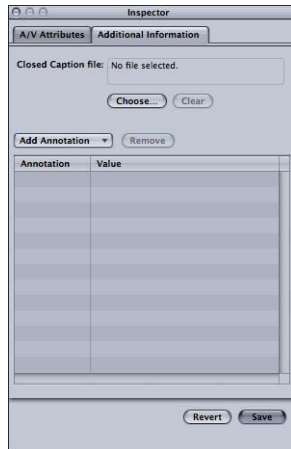 Inspector
A/V Attributes Additional Information
Closed Caption file: No file selected.
Choose... Clear
Add Annotation Remove
Annotation Value
Revert Save